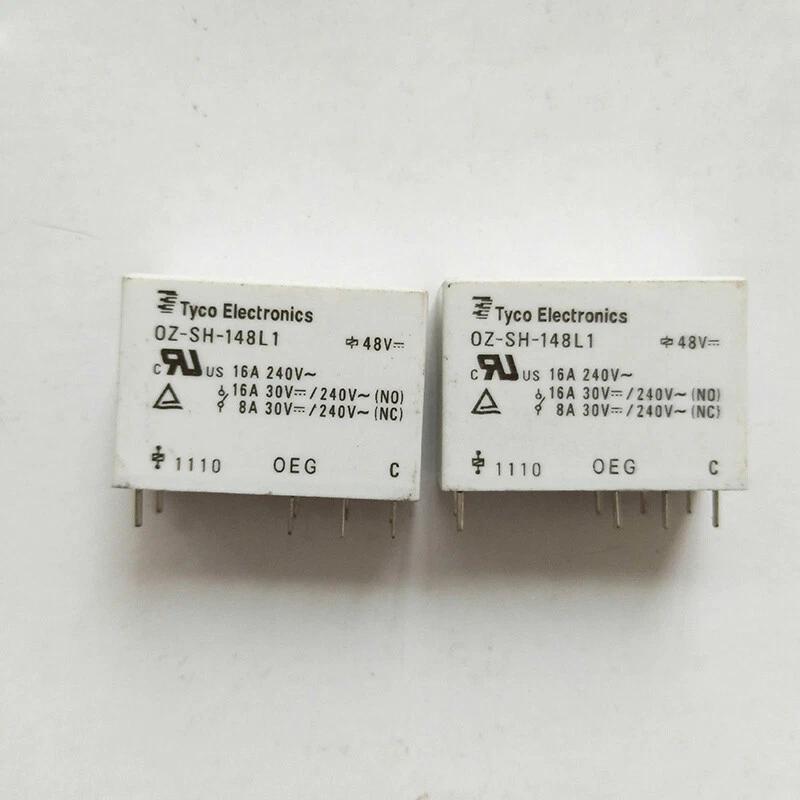 Tyco Electronics
OZ-SH-148L1 48V⎓
c RU US 16A 240V~
16A 30V⎓/240V~(NO)
8A 30V⎓/240V~(NC)
1110 OEG C
Tyco Electronics
OZ-SH-148L1 48V⎓
c RU US 16A 240V~
16A 30V⎓/240V~(NO)
8A 30V⎓/240V~(NC)
1110 OEG C